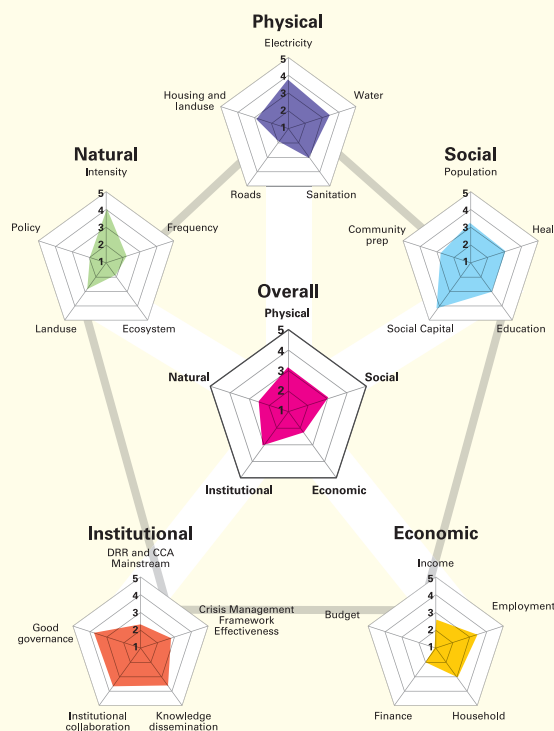 Physical
Electricity
5
4
3
2
1
Housing and
landuse
Water
Roads
Sanitation
Natural
Intensity
5
4
3
2
1
Policy
Frequency
Landuse
Ecosystem
Social
Population
5
4
3
2
1
Community
prep
Heal
Social Capital
Education
Overall
Physical
5
4
3
2
1
Natural
Social
Institutional
Economic
Institutional
DRR and CCA
Mainstream
5
4
3
2
1
Good
governance
Crisis Management
Framework
Effectiveness
Institutional
collaboration
Knowledge
dissemination
Economic
Income
5
4
3
2
1
Budget
Employment
Finance
Household